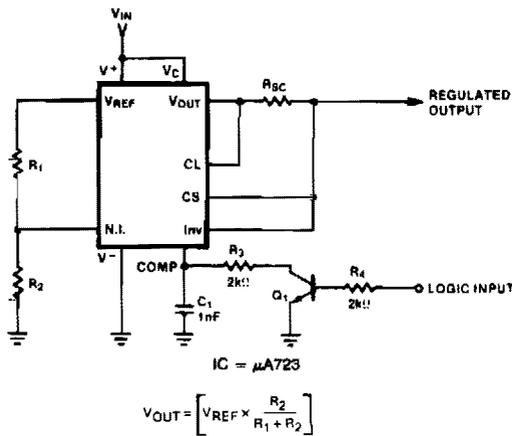 VIN
V+ VC
VREF VOUT RSC REGULATED
OUTPUT
R1 CL
CS
N.I. Inv
V- COMP R3 R4
R2 2kΩ Q1 2kΩ LOGIC INPUT
C1
1nF
IC = μA723
VOUT = [VREF × R2 / R1 + R2]